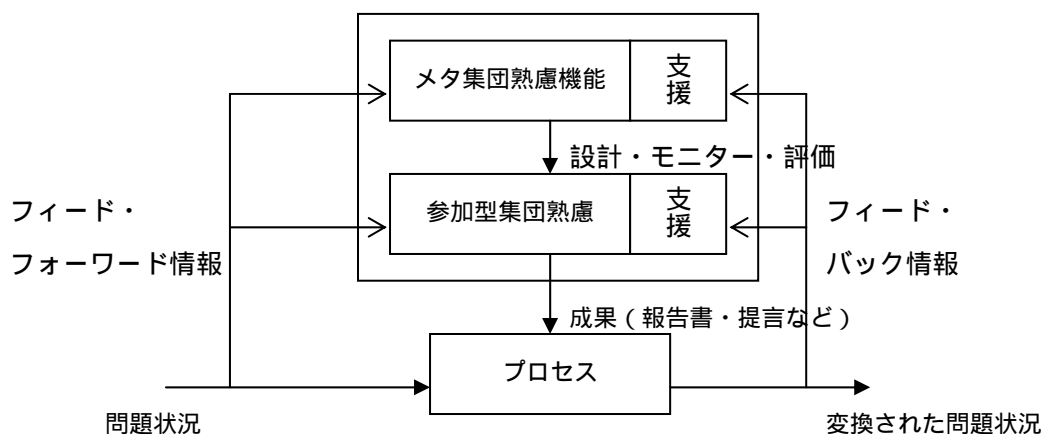 メタ集団熟慮機能
支
援
設計・モニター・評価
参加型集団熟慮
支
援
フィード・
フォーワード情報
フィード・
バック情報
成果（報告書・提言など）
プロセス
問題状況
変換された問題状況